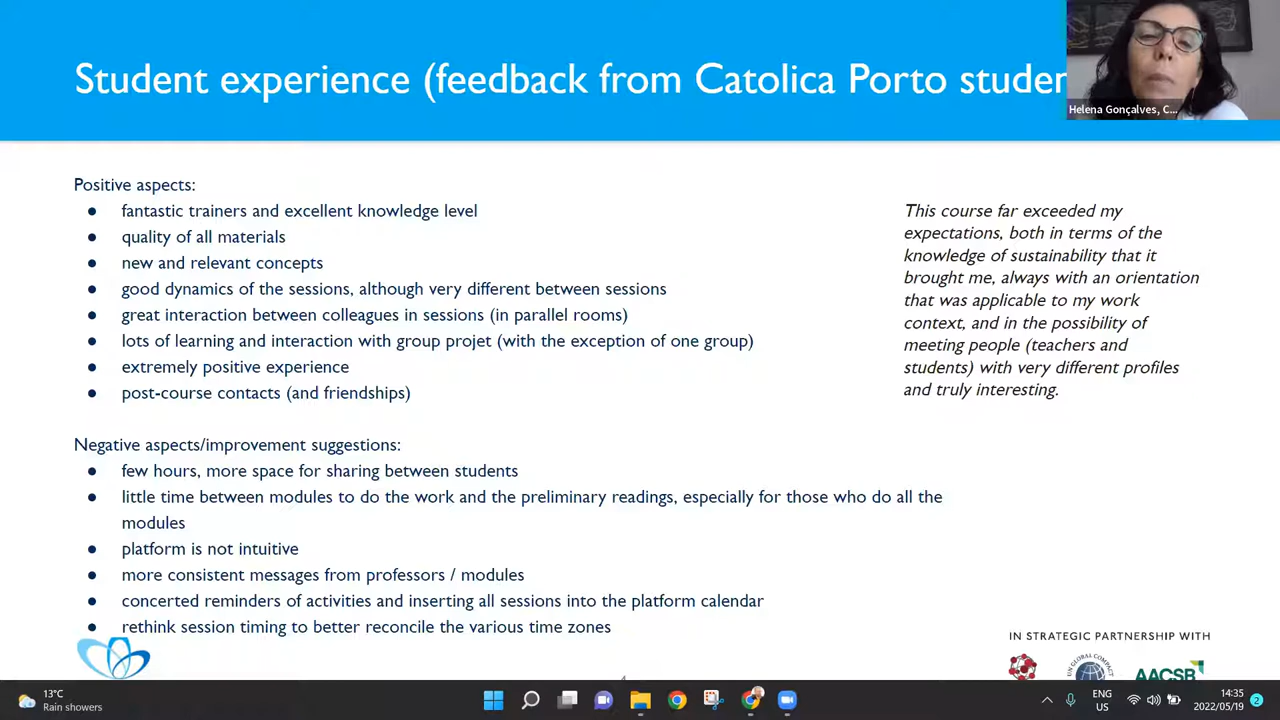 Student experience (feedback from Catolica Porto studen
Helena Gonçalves, C...
Positive aspects:
● fantastic trainers and excellent knowledge level
● quality of all materials
● new and relevant concepts
● good dynamics of the sessions, although very different between sessions
● great interaction between colleagues in sessions (in parallel rooms)
● lots of learning and interaction with group projet (with the exception of one group)
● extremely positive experience
● post-course contacts (and friendships)
This course far exceeded my
expectations, both in terms of the
knowledge of sustainability that it
brought me, always with an orientation
that was applicable to my work
context, and in the possibility of
meeting people (teachers and
students) with very different profiles
and truly interesting.
Negative aspects/improvement suggestions:
● few hours, more space for sharing between students
● little time between modules to do the work and the preliminary readings, especially for those who do all the
modules
● platform is not intuitive
● more consistent messages from professors / modules
● concerted reminders of activities and inserting all sessions into the platform calendar
● rethink session timing to better reconcile the various time zones
IN STRATEGIC PARTNERSHIP WITH
UN GLOBAL COMPACT
AACSB
13°C
Rain showers
ENG
US
14:35
2022/05/19
2